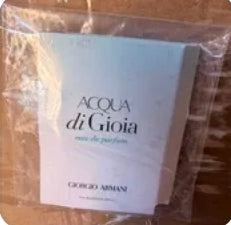 ACQUA
di Gioia
eau de parfum
GIORGIO ARMANI